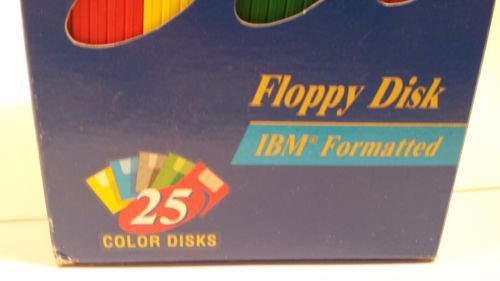 Floppy Disk
IBM® Formatted
25
COLOR DISKS